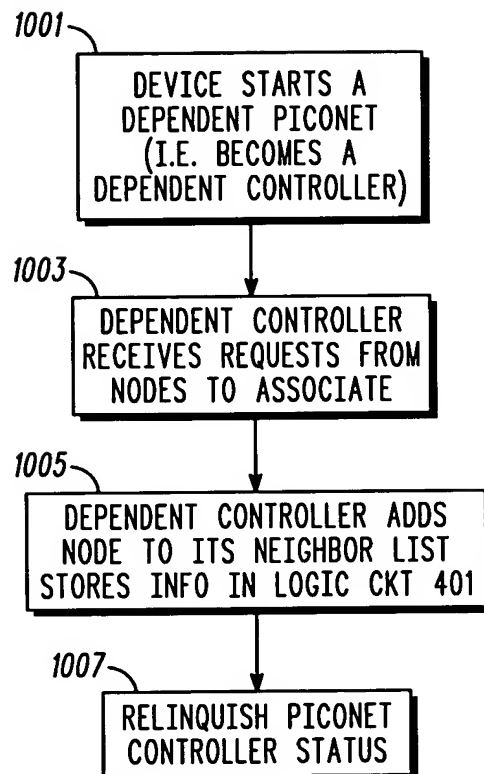 1001
DEVICE STARTS A
DEPENDENT PICONET
(I.E. BECOMES A
DEPENDENT CONTROLLER)
1003
DEPENDENT CONTROLLER
RECEIVES REQUESTS FROM
NODES TO ASSOCIATE
1005
DEPENDENT CONTROLLER ADDS
NODE TO ITS NEIGHBOR LIST
STORES INFO IN LOGIC CKT 401
1007
RELINQUISH PICONET
CONTROLLER STATUS